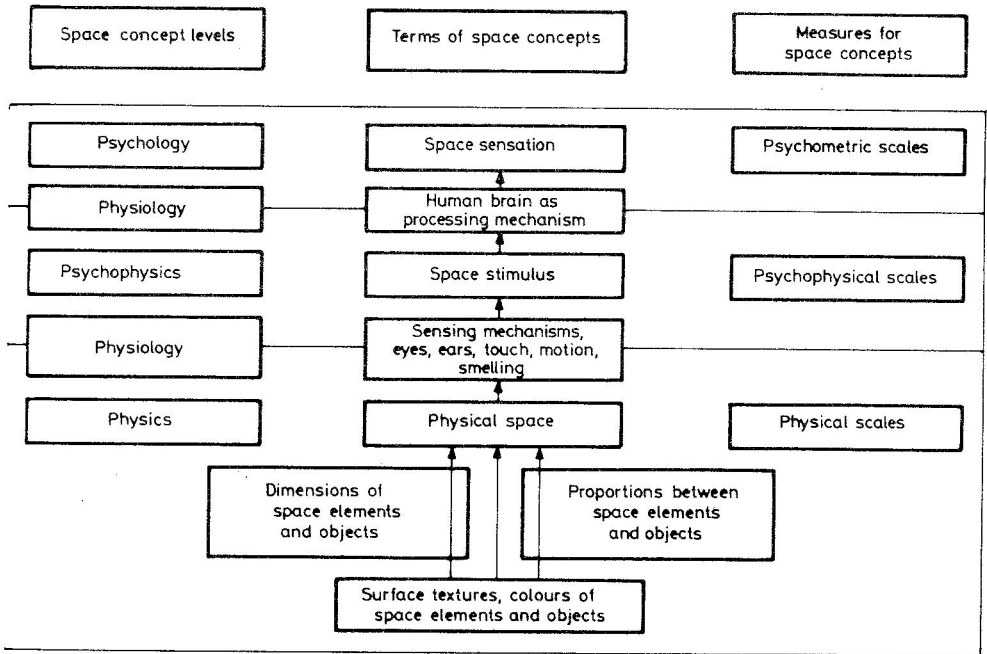 Space concept levels
Terms of space concepts
Measures for
space concepts
Psychology
Space sensation
Psychometric scales
Physiology
Human brain as
processing mechanism
Psychophysics
Space stimulus
Psychophysical scales
Physiology
Sensing mechanisms,
eyes, ears, touch, motion,
smelling
Physics
Physical space
Physical scales
Dimensions of
space elements
and objects
Proportions between
space elements
and objects
Surface textures, colours of
space elements and objects